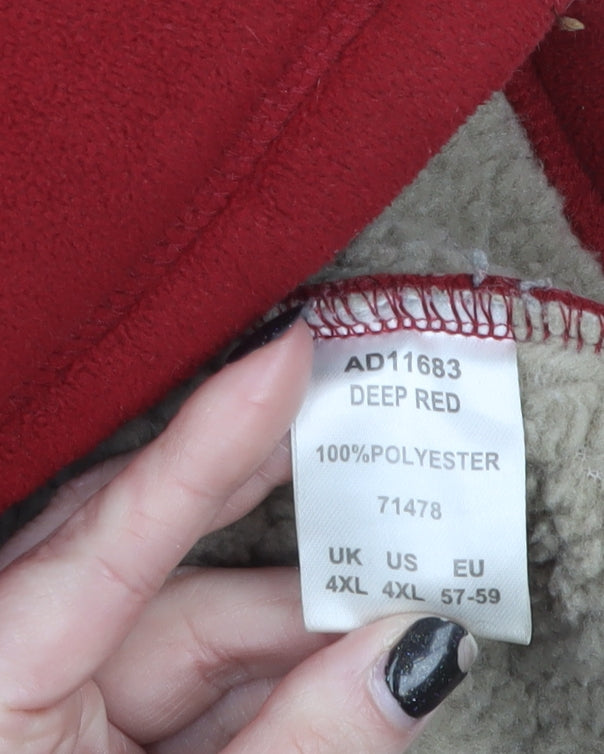 AD11683
DEEP RED
100%POLYESTER
71478
UK US EU
4XL 4XL 57-59